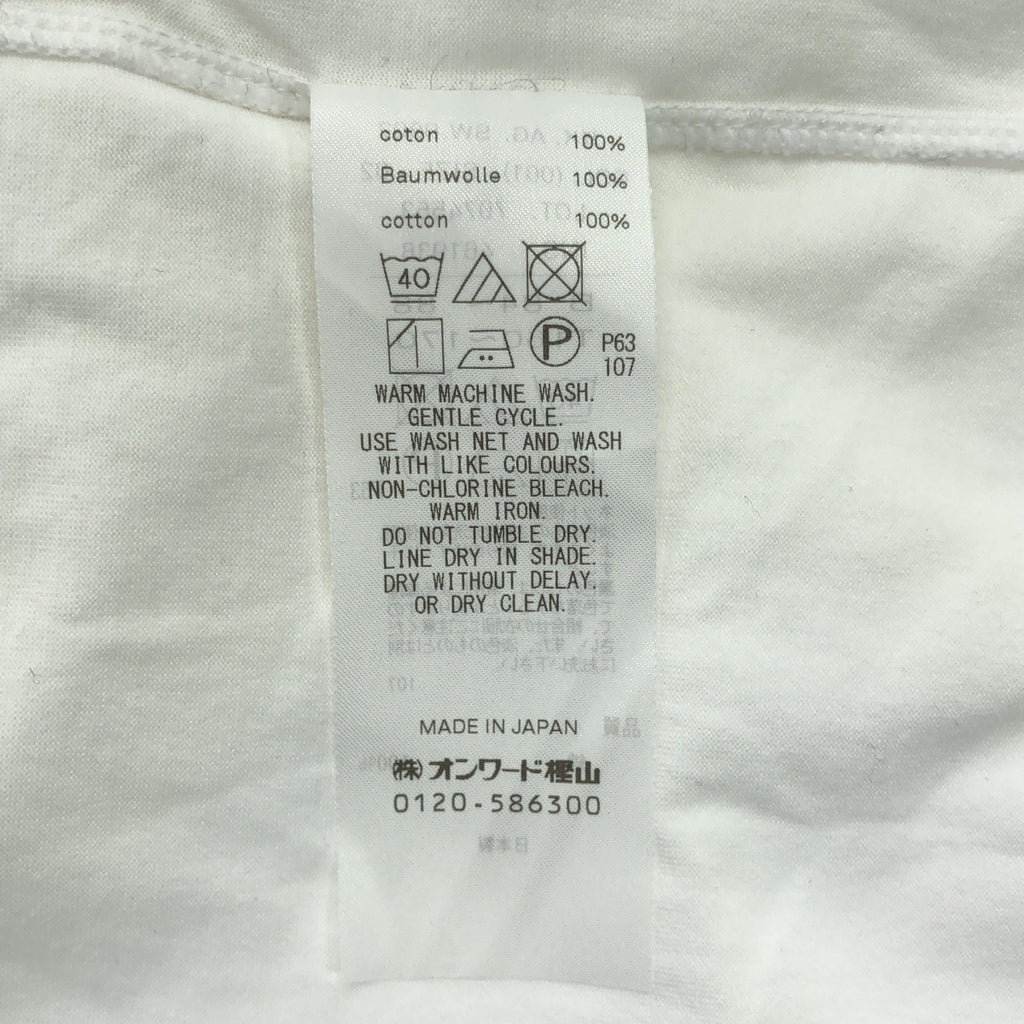 coton 100%
Baumwolle 100%
cotton 100%
40
P P63
107
WARM MACHINE WASH.
GENTLE CYCLE.
USE WASH NET AND WASH
WITH LIKE COLOURS.
NON-CHLORINE BLEACH.
WARM IRON.
DO NOT TUMBLE DRY.
LINE DRY IN SHADE.
DRY WITHOUT DELAY.
OR DRY CLEAN.
MADE IN JAPAN
㈱オンワード樫山
0120-586300